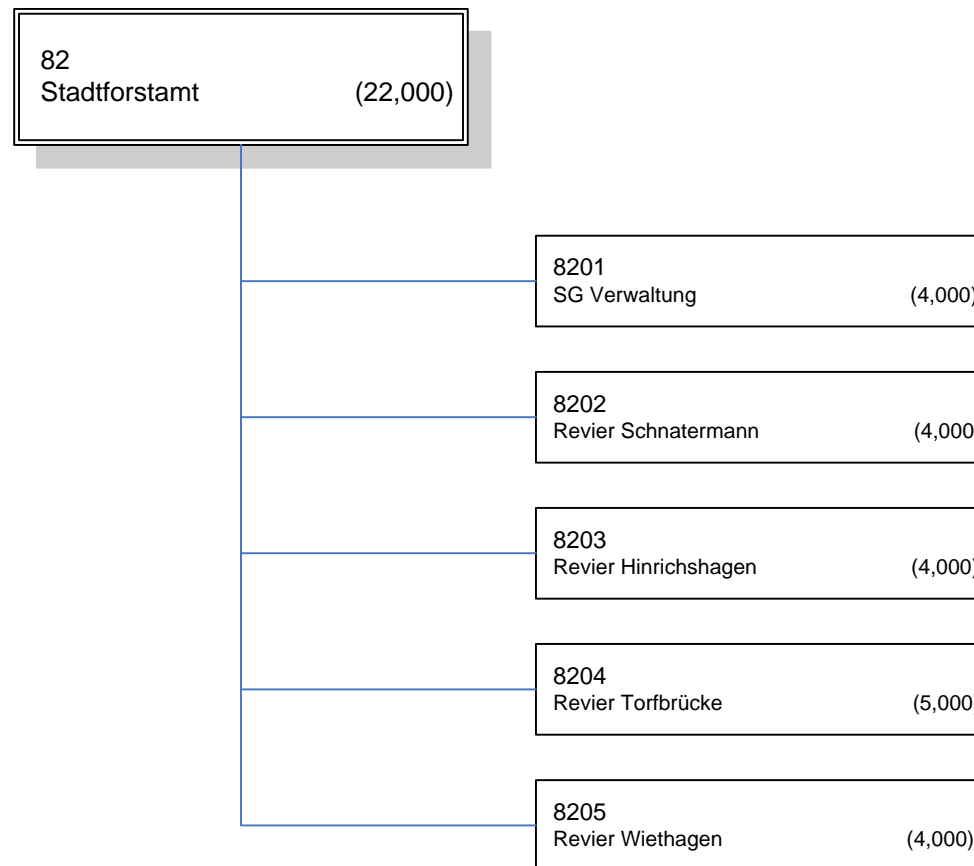 82
Stadtforstamt (22,000)
8201
SG Verwaltung (4,000)
8202
Revier Schnatermann (4,000
8203
Revier Hinrichshagen (4,000)
8204
Revier Torfbrücke (5,000
8205
Revier Wiethagen (4,000)